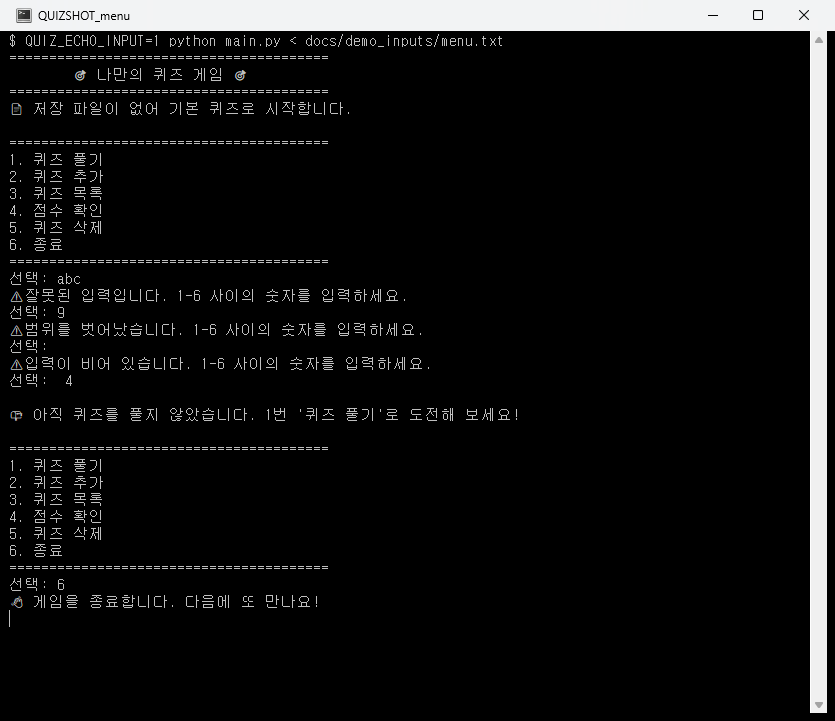 QUIZSHOT_menu
$ QUIZ_ECHO_INPUT=1 python main.py < docs/demo_inputs/menu.txt
========================================
🎯 나만의 퀴즈 게임 🎯
========================================
📄 저장 파일이 없어 기본 퀴즈로 시작합니다.
========================================
1. 퀴즈 풀기
2. 퀴즈 추가
3. 퀴즈 목록
4. 점수 확인
5. 퀴즈 삭제
6. 종료
========================================
선택: abc
⚠️잘못된 입력입니다. 1-6 사이의 숫자를 입력하세요.
선택: 9
⚠️범위를 벗어났습니다. 1-6 사이의 숫자를 입력하세요.
선택:
⚠️입력이 비어 있습니다. 1-6 사이의 숫자를 입력하세요.
선택:  4
📭 아직 퀴즈를 풀지 않았습니다. 1번 '퀴즈 풀기'로 도전해 보세요!
========================================
1. 퀴즈 풀기
2. 퀴즈 추가
3. 퀴즈 목록
4. 점수 확인
5. 퀴즈 삭제
6. 종료
========================================
선택: 6
👋 게임을 종료합니다. 다음에 또 만나요!